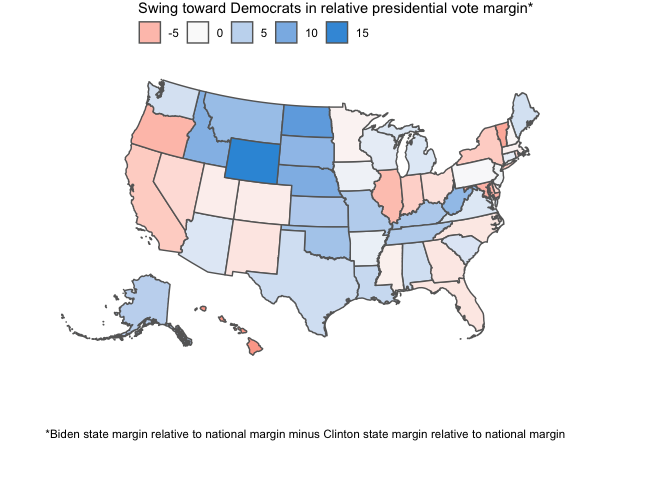 Swing toward Democrats in relative presidential vote margin*
-5 0 5 10 15
*Biden state margin relative to national margin minus Clinton state margin relative to national margin